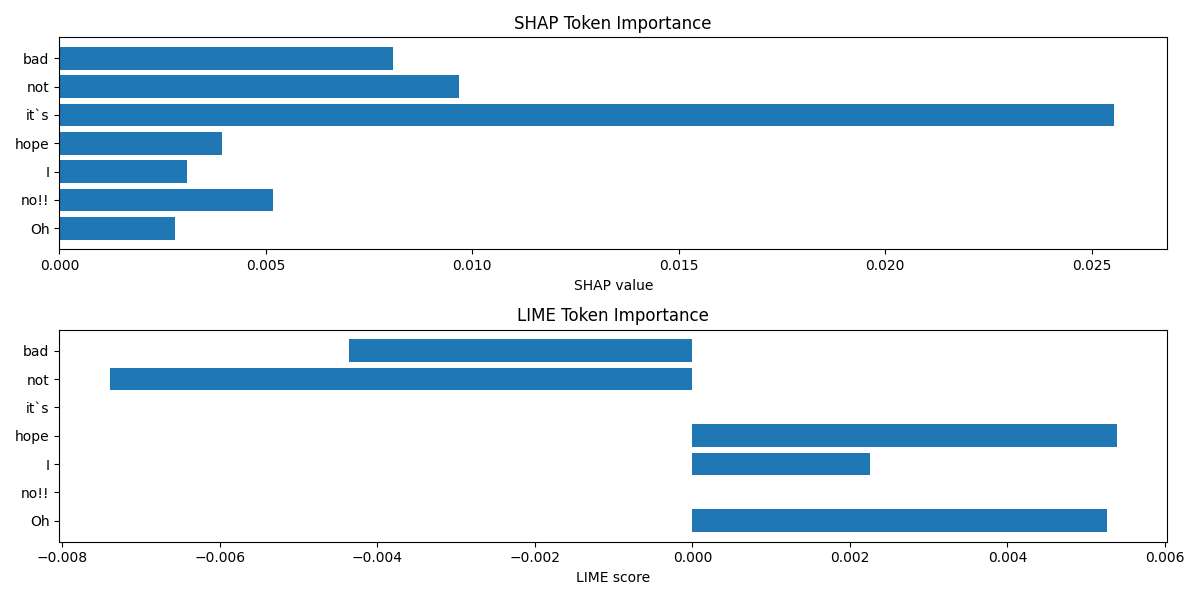 SHAP Token Importance
bad
not
it`s
hope
I
no!!
Oh
0.000 0.005 0.010 0.015 0.020 0.025
SHAP value
LIME Token Importance
bad
not
it`s
hope
I
no!!
Oh
−0.008 −0.006 −0.004 −0.002 0.000 0.002 0.004 0.006
LIME score